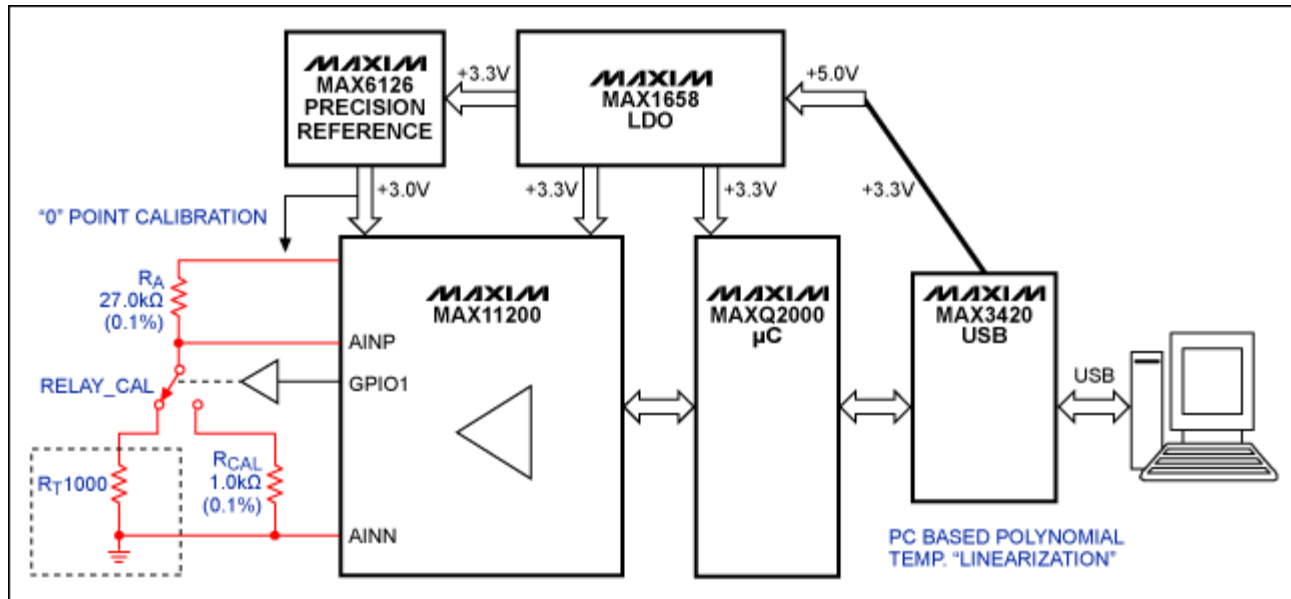 MAXIM
MAX6126
PRECISION
REFERENCE
+3.3V
MAXIM
MAX1658
LDO
+5.0V
+3.0V
+3.3V
+3.3V
+3.3V
"0" POINT CALIBRATION
RA
27.0kΩ
(0.1%)
MAXIM
MAX11200
MAXIM
MAXQ2000
µC
MAXIM
MAX3420
USB
AINP
RELAY_CAL
GPIO1
USB
RT1000
RCAL
1.0kΩ
(0.1%)
AINN
PC BASED POLYNOMIAL
TEMP. "LINEARIZATION"